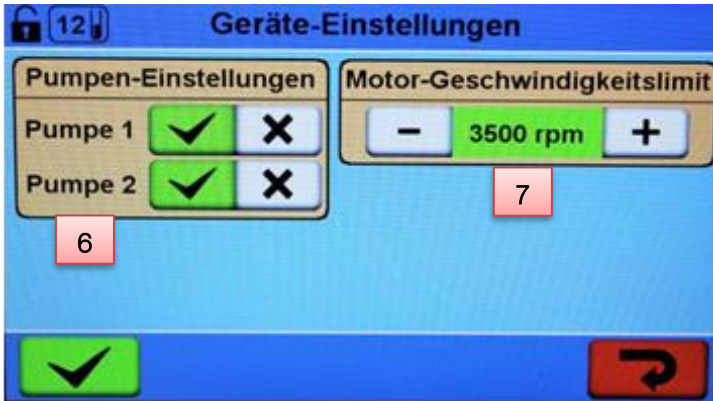 12
Geräte-Einstellungen
Pumpen-Einstellungen
Pumpe 1
Pumpe 2
6
Motor-Geschwindigkeitslimit
- 3500 rpm +
7